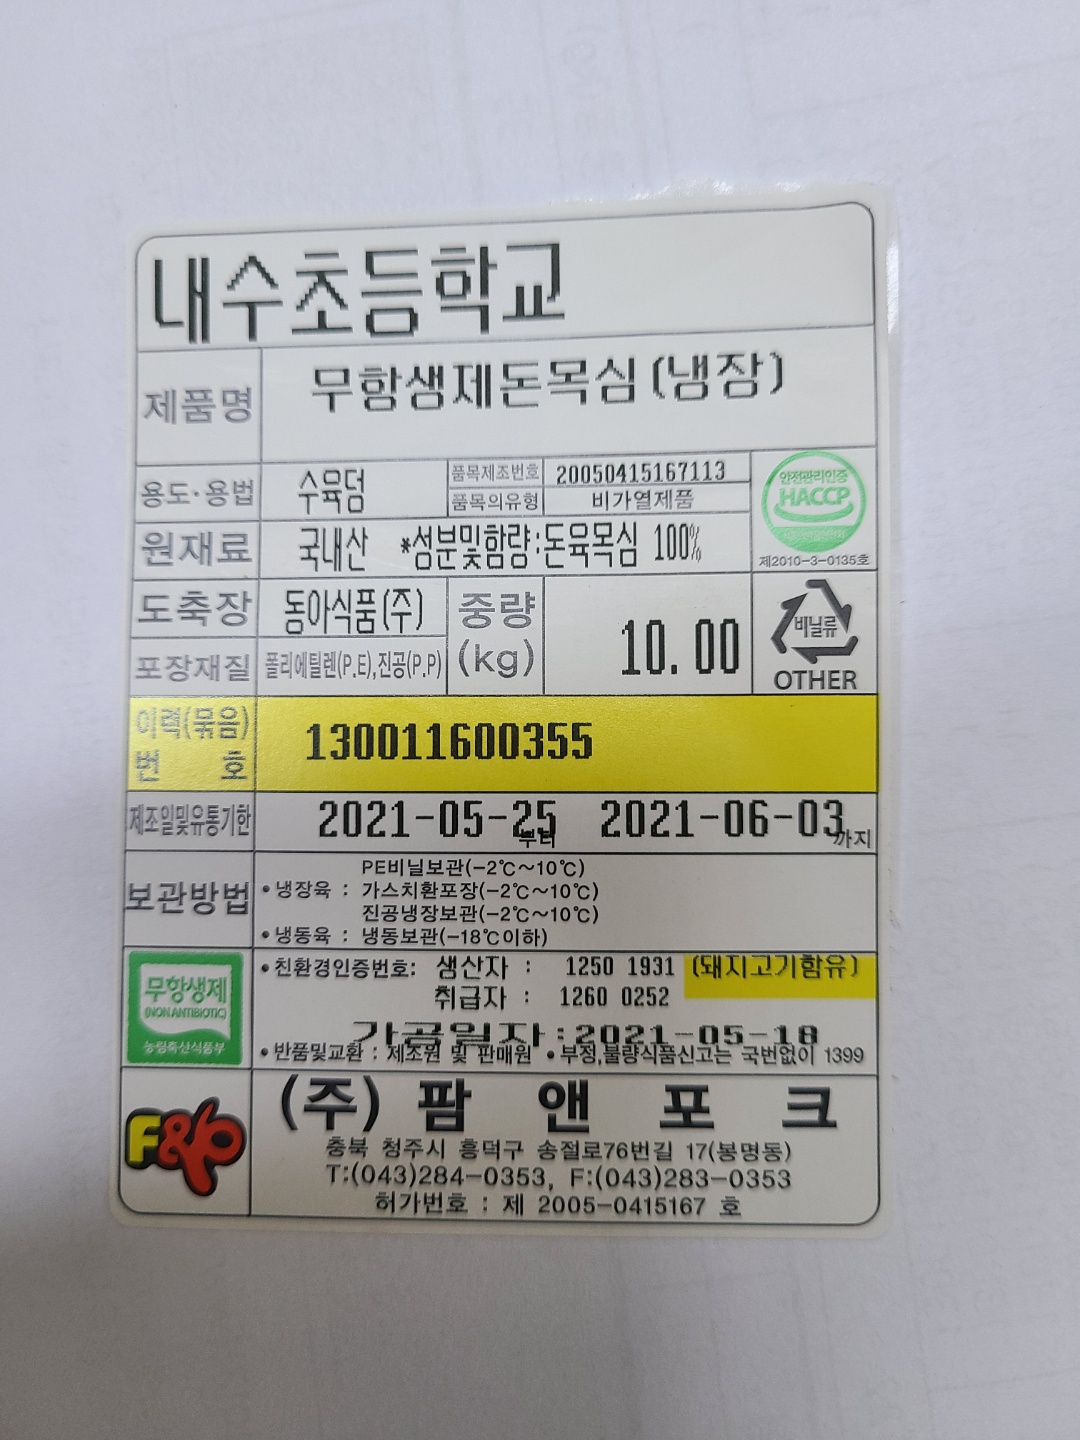 내수초등학교
제품명 무항생제돈목심(냉장)
용도·용법 수육덤 품목제조번호 20050415167113
품목의유형 비가열제품
안전관리인증
HACCP
제2010-3-0135호
원재료 국내산 *성분및함량:돈육목심 100%
도축장 동아식품(주) 중량(kg) 10.00
포장재질 폴리에틸렌(P.E),진공(P.P)
비닐류
OTHER
이력(묶음)번호 130011600355
제조일및유통기한 2021-05-25부터 2021-06-03까지
보관방법
PE비닐보관(-2℃~10℃)
•냉장육 : 가스치환포장(-2℃~10℃)
진공냉장보관(-2℃~10℃)
•냉동육 : 냉동보관(-18℃이하)
무항생제
(NON ANTIBIOTIC)
농림축산식품부
•친환경인증번호: 생산자 : 1250 1931 (돼지고기함유)
취급자 : 1260 0252
가공일자:2021-05-18
•반품및교환 : 제조원 및 판매원 •부정,불량식품신고는 국번없이 1399
F&P
(주) 팜 앤 포 크
충북 청주시 흥덕구 송절로76번길 17(봉명동)
T:(043)284-0353, F:(043)283-0353
허가번호 : 제 2005-0415167 호